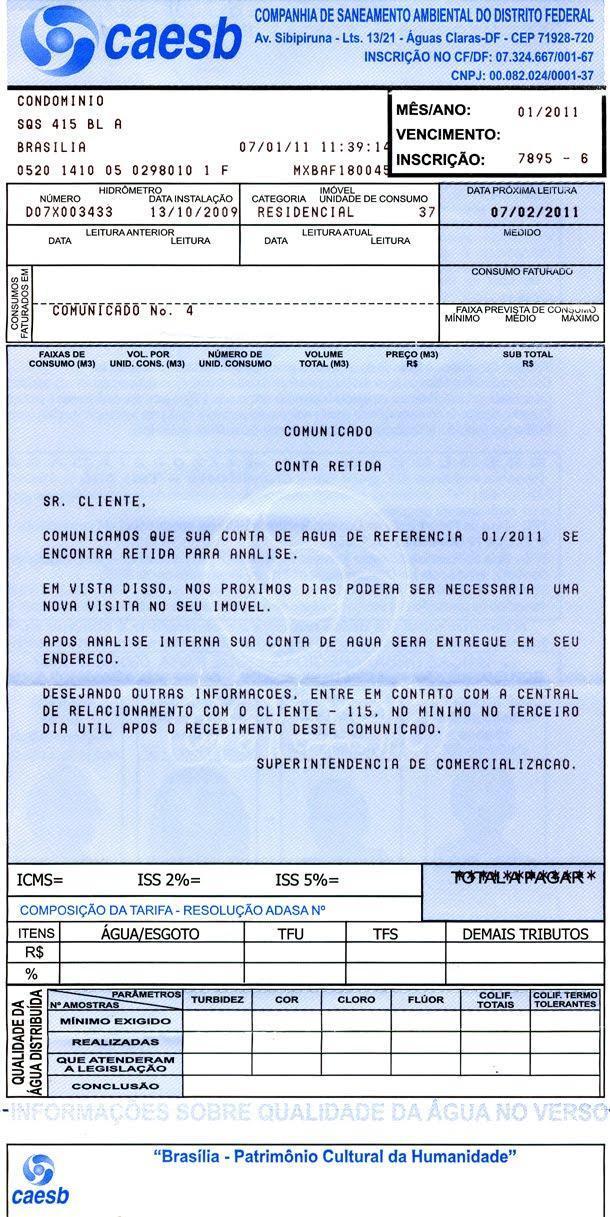 caesb
COMPANHIA DE SANEAMENTO AMBIENTAL DO DISTRITO FEDERAL
Av. Sibipiruna - Lts. 13/21 - Águas Claras-DF - CEP 71928-720
INSCRIÇÃO NO CF/DF: 07.324.667/001-67
CNPJ: 00.082.024/0001-37
CONDOMINIO
SQS 415 BL A
BRASILIA 07/01/11 11:39:14
0520 1410 05 0298010 1 F MXBAF180045
MÊS/ANO: 01/2011
VENCIMENTO:
INSCRIÇÃO: 7895 - 6
HIDRÔMETRO
NÚMERO DATA INSTALAÇÃO
D07X003433 13/10/2009
IMÓVEL
CATEGORIA UNIDADE DE CONSUMO
RESIDENCIAL 37
DATA PRÓXIMA LEITURA
07/02/2011
LEITURA ANTERIOR
DATA LEITURA
LEITURA ATUAL
DATA LEITURA
MEDIDO
CONSUMOS FATURADOS EM
COMUNICADO No. 4
CONSUMO FATURADO
FAIXA PREVISTA DE CONSUMO
MÍNIMO MÉDIO MÁXIMO
FAIXAS DE CONSUMO (M3) VOL. POR UNID. CONS. (M3) NÚMERO DE UNID. CONSUMO VOLUME TOTAL (M3) PREÇO (M3) R$ SUB TOTAL R$
COMUNICADO
CONTA RETIDA
SR. CLIENTE,
COMUNICAMOS QUE SUA CONTA DE AGUA DE REFERENCIA 01/2011 SE
ENCONTRA RETIDA PARA ANALISE.
EM VISTA DISSO, NOS PROXIMOS DIAS PODERA SER NECESSARIA UMA
NOVA VISITA NO SEU IMOVEL.
APOS ANALISE INTERNA SUA CONTA DE AGUA SERA ENTREGUE EM SEU
ENDERECO.
DESEJANDO OUTRAS INFORMACOES, ENTRE EM CONTATO COM A CENTRAL
DE RELACIONAMENTO COM O CLIENTE - 115, NO MINIMO NO TERCEIRO
DIA UTIL APOS O RECEBIMENTO DESTE COMUNICADO.
SUPERINTENDENCIA DE COMERCIALIZACAO.
ICMS= ISS 2%= ISS 5%=
TOTAL A PAGAR
COMPOSIÇÃO DA TARIFA - RESOLUÇÃO ADASA Nº
ITENS ÁGUA/ESGOTO TFU TFS DEMAIS TRIBUTOS
R$
%
QUALIDADE DA ÁGUA DISTRIBUÍDA
PARÂMETROS
Nº AMOSTRAS
TURBIDEZ COR CLORO FLÚOR COLIF. TOTAIS COLIF. TERMO TOLERANTES
MÍNIMO EXIGIDO
REALIZADAS
QUE ATENDERAM A LEGISLAÇÃO
CONCLUSÃO
-INFORMAÇÕES SOBRE QUALIDADE DA ÁGUA NO VERSO-
"Brasília - Patrimônio Cultural da Humanidade"
caesb